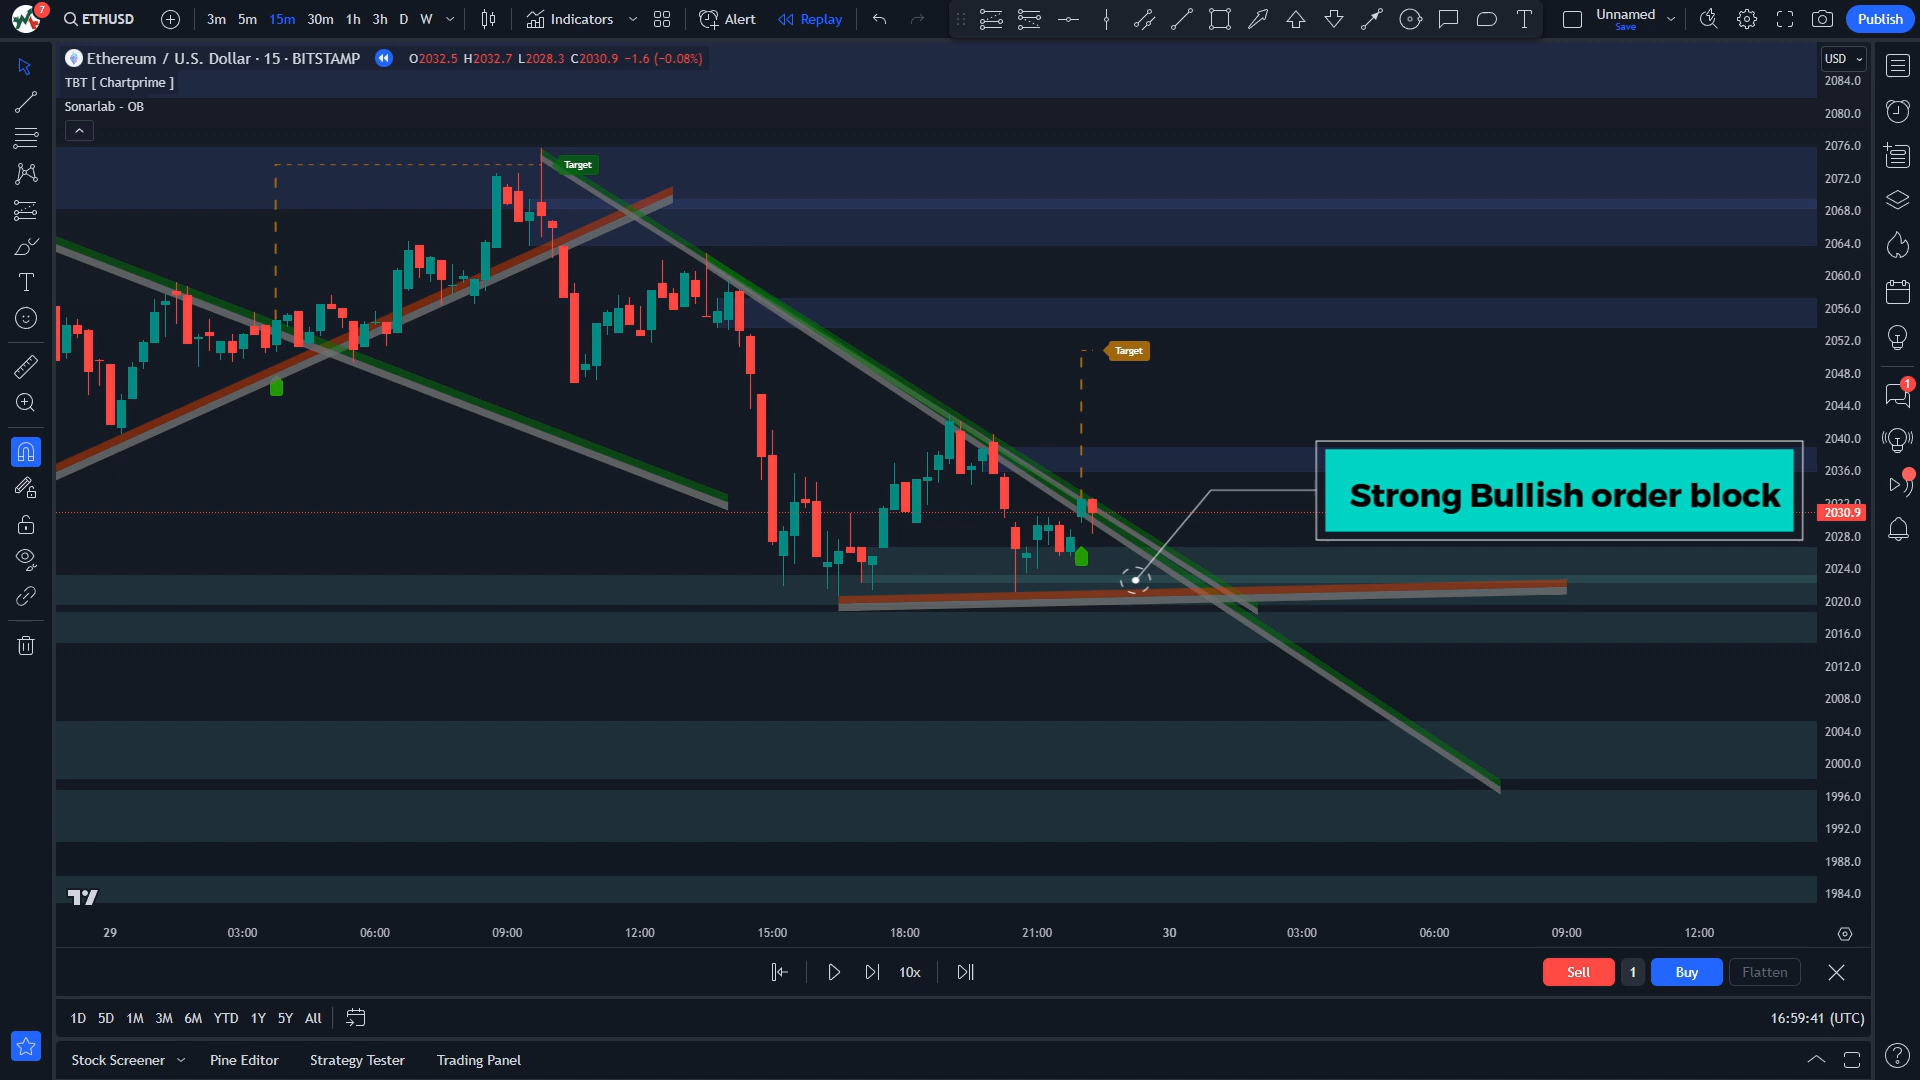 7
ETHUSD
3m 5m 15m 30m 1h 3h D W
Indicators
Alert
Replay
Unnamed
Save
Publish
Ethereum / U.S. Dollar · 15 · BITSTAMP
O2032.5 H2032.7 L2028.3 C2030.9 −1.6 (−0.08%)
USD
TBT [ Chartprime ]
Sonarlab - OB
Target
Target
Strong Bullish order block
2084.0
2080.0
2076.0
2072.0
2068.0
2064.0
2060.0
2056.0
2052.0
2048.0
2044.0
2040.0
2036.0
2032.0
2030.9
2028.0
2024.0
2020.0
2016.0
2012.0
2008.0
2004.0
2000.0
1996.0
1992.0
1988.0
1984.0
1
29 03:00 06:00 09:00 12:00 15:00 18:00 21:00 30 03:00 06:00 09:00 12:00
10x
Sell 1 Buy Flatten
1D 5D 1M 3M 6M YTD 1Y 5Y All
16:59:41 (UTC)
Stock Screener Pine Editor Strategy Tester Trading Panel